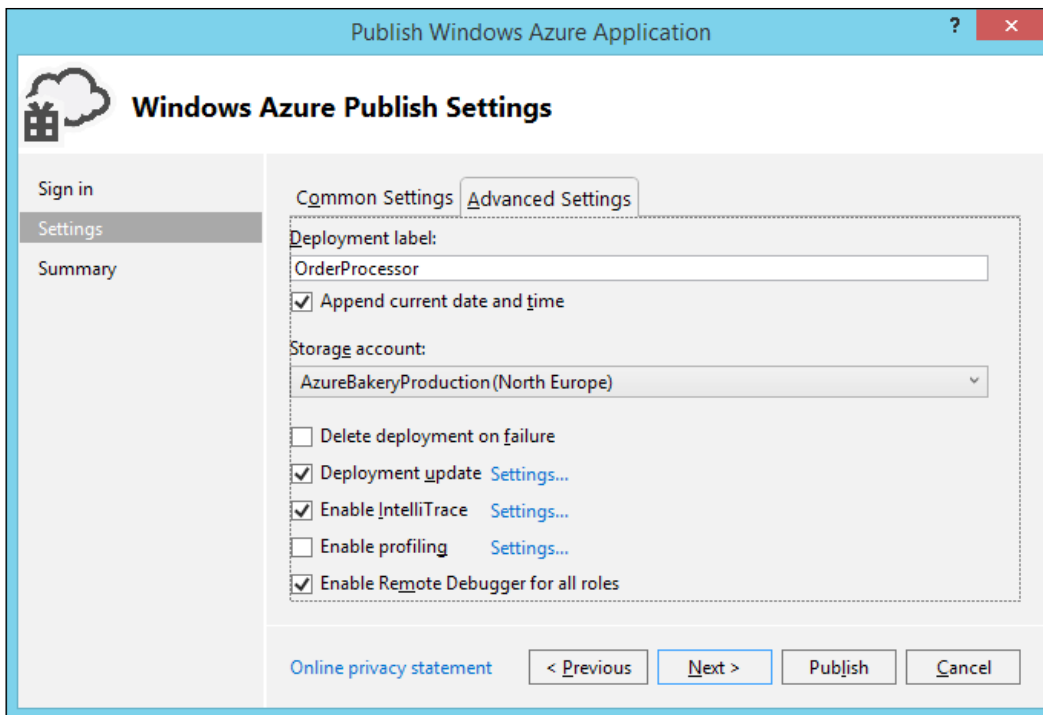 Publish Windows Azure Application
?
Windows Azure Publish Settings
Sign in
Settings
Summary
Common Settings Advanced Settings
Deployment label:
OrderProcessor
Append current date and time
Storage account:
AzureBakeryProduction (North Europe)
Delete deployment on failure
Deployment update Settings...
Enable IntelliTrace Settings...
Enable profiling Settings...
Enable Remote Debugger for all roles
Online privacy statement < Previous Next > Publish Cancel